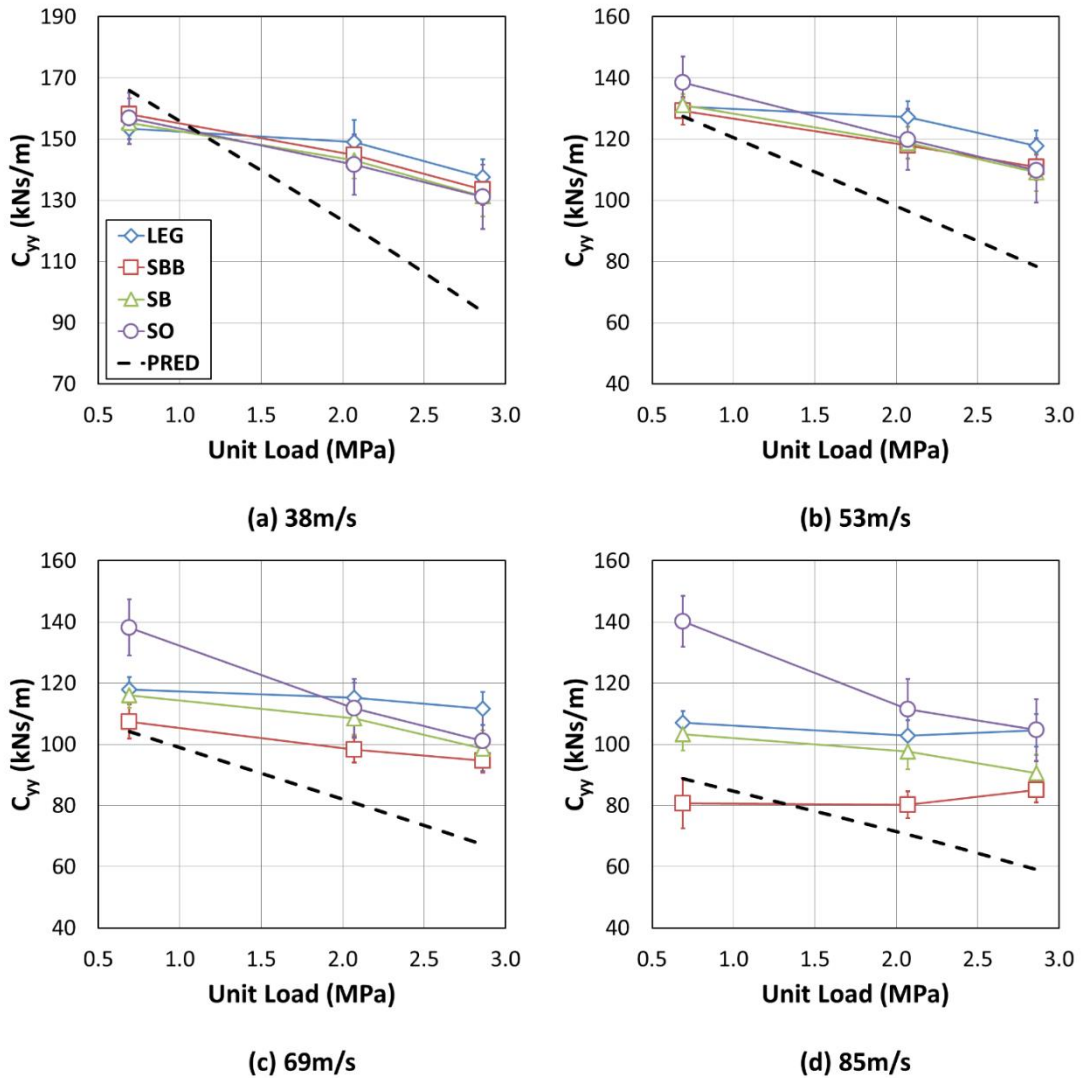 190
170
150
130
110
90
70
C_yy (kNs/m)
LEG
SBB
SB
SO
PRED
0.5 1.0 1.5 2.0 2.5 3.0
Unit Load (MPa)
(a) 38m/s
160
140
120
100
80
60
40
C_yy (kNs/m)
0.5 1.0 1.5 2.0 2.5 3.0
Unit Load (MPa)
(b) 53m/s
160
140
120
100
80
60
40
C_yy (kNs/m)
0.5 1.0 1.5 2.0 2.5 3.0
Unit Load (MPa)
(c) 69m/s
160
140
120
100
80
60
40
C_yy (kNs/m)
0.5 1.0 1.5 2.0 2.5 3.0
Unit Load (MPa)
(d) 85m/s